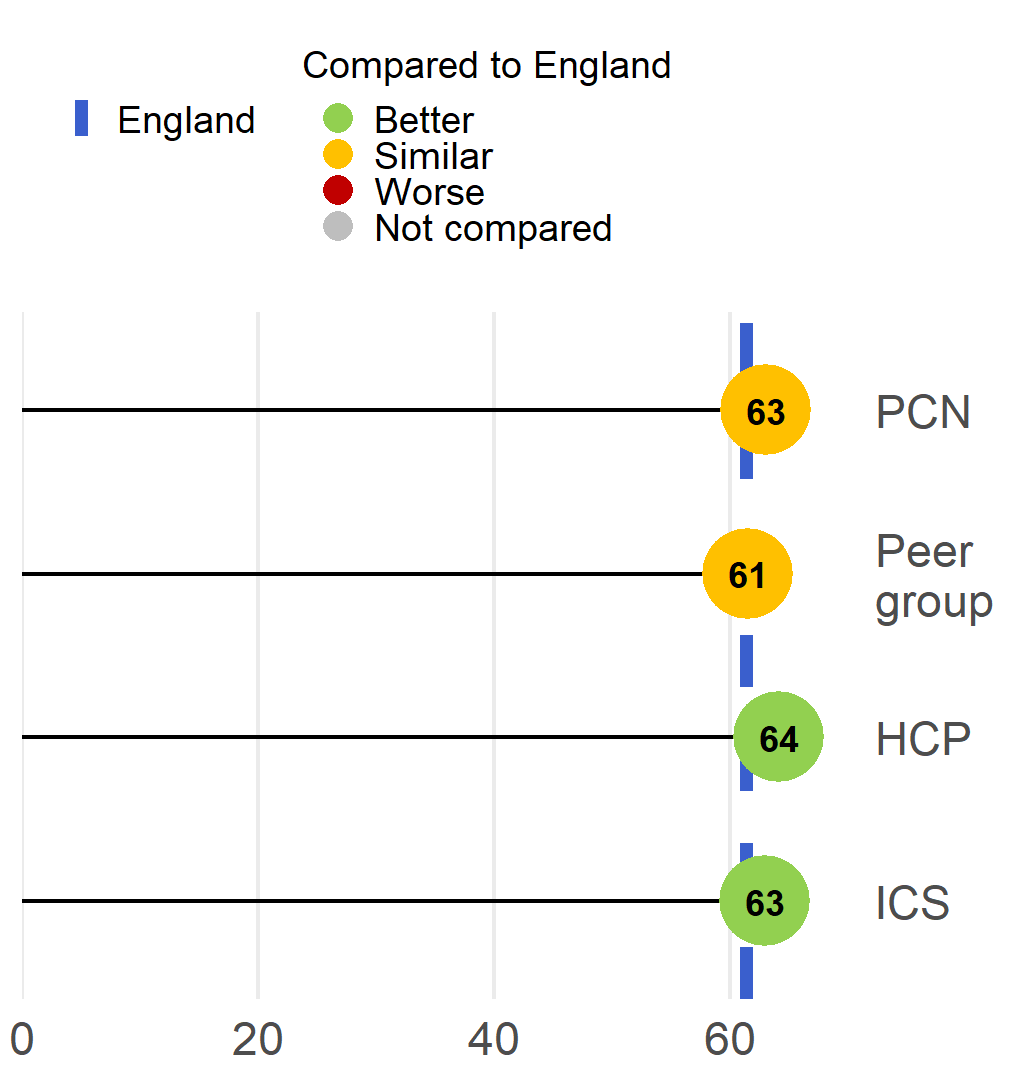 Compared to England
England
Better
Similar
Worse
Not compared
63
PCN
61
Peer
group
64
HCP
63
ICS
0 20 40 60